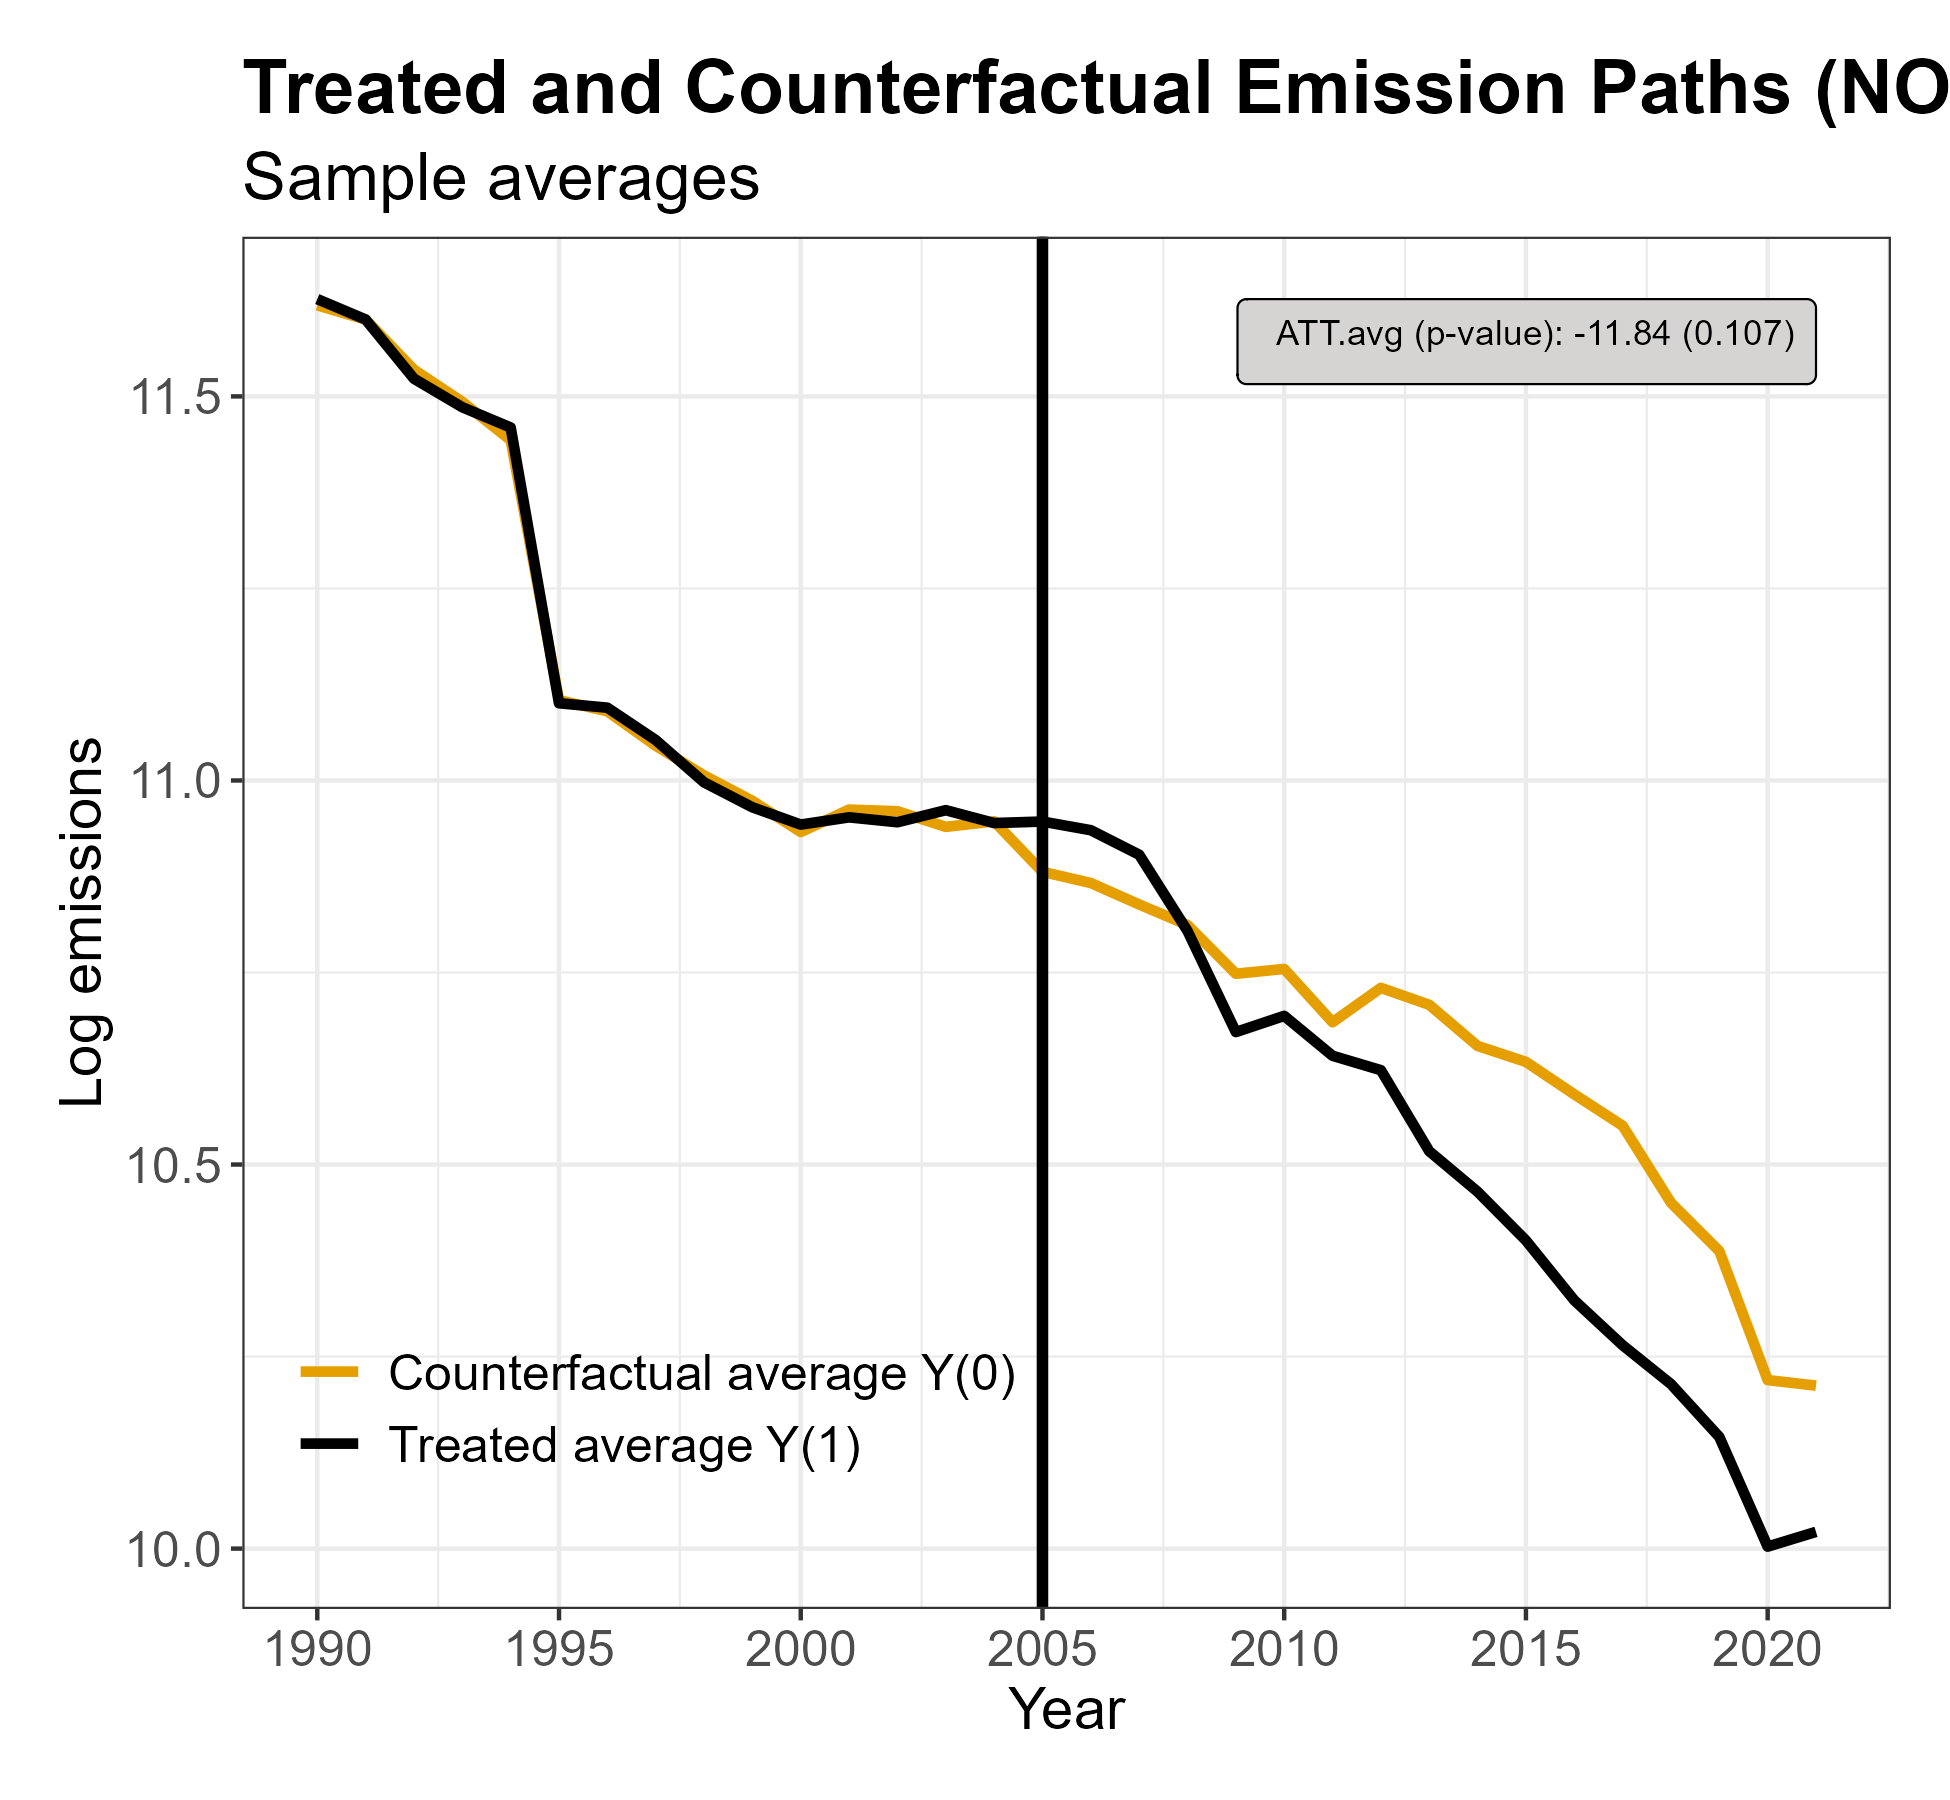 Treated and Counterfactual Emission Paths (NO
Sample averages
ATT.avg (p-value): -11.84 (0.107)
11.5
11.0
10.5
10.0
Log emissions
Counterfactual average Y(0)
Treated average Y(1)
1990 1995 2000 2005 2010 2015 2020
Year